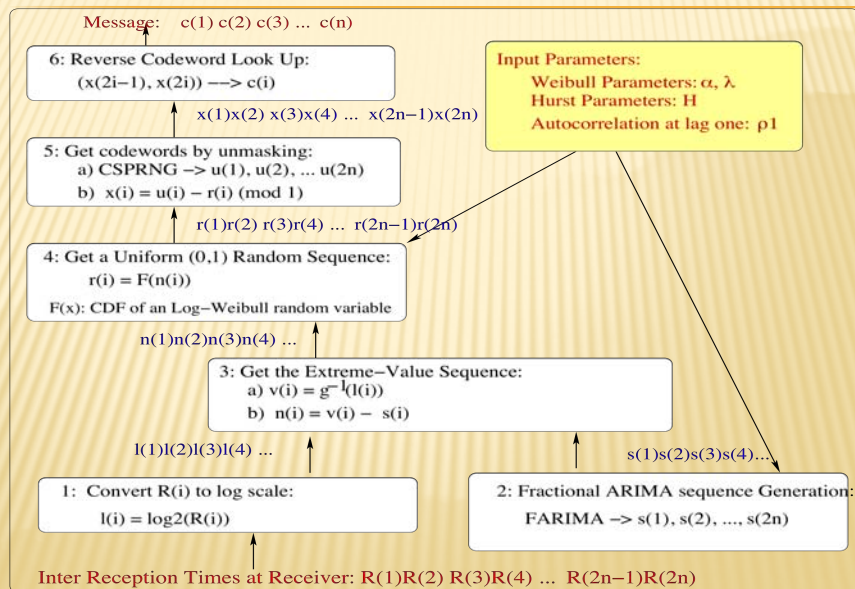 Message: c(1) c(2) c(3) ... c(n)
6: Reverse Codeword Look Up:
(x(2i−1), x(2i)) −−> c(i)
x(1)x(2) x(3)x(4) ... x(2n−1)x(2n)
Input Parameters:
Weibull Parameters: α, λ
Hurst Parameters: H
Autocorrelation at lag one: ρ1
5: Get codewords by unmasking:
a) CSPRNG −> u(1), u(2), ... u(2n)
b) x(i) = u(i) − r(i) (mod 1)
r(1)r(2) r(3)r(4) ... r(2n−1)r(2n)
4: Get a Uniform (0,1) Random Sequence:
r(i) = F(n(i))
F(x): CDF of an Log−Weibull random variable
n(1)n(2)n(3)n(4) ...
3: Get the Extreme−Value Sequence:
a) v(i) = g⁻¹(l(i))
b) n(i) = v(i) − s(i)
l(1)l(2)l(3)l(4) ...
s(1)s(2)s(3)s(4)...
1: Convert R(i) to log scale:
l(i) = log2(R(i))
2: Fractional ARIMA sequence Generation:
FARIMA −> s(1), s(2), ..., s(2n)
Inter Reception Times at Receiver: R(1)R(2) R(3)R(4) ... R(2n−1)R(2n)